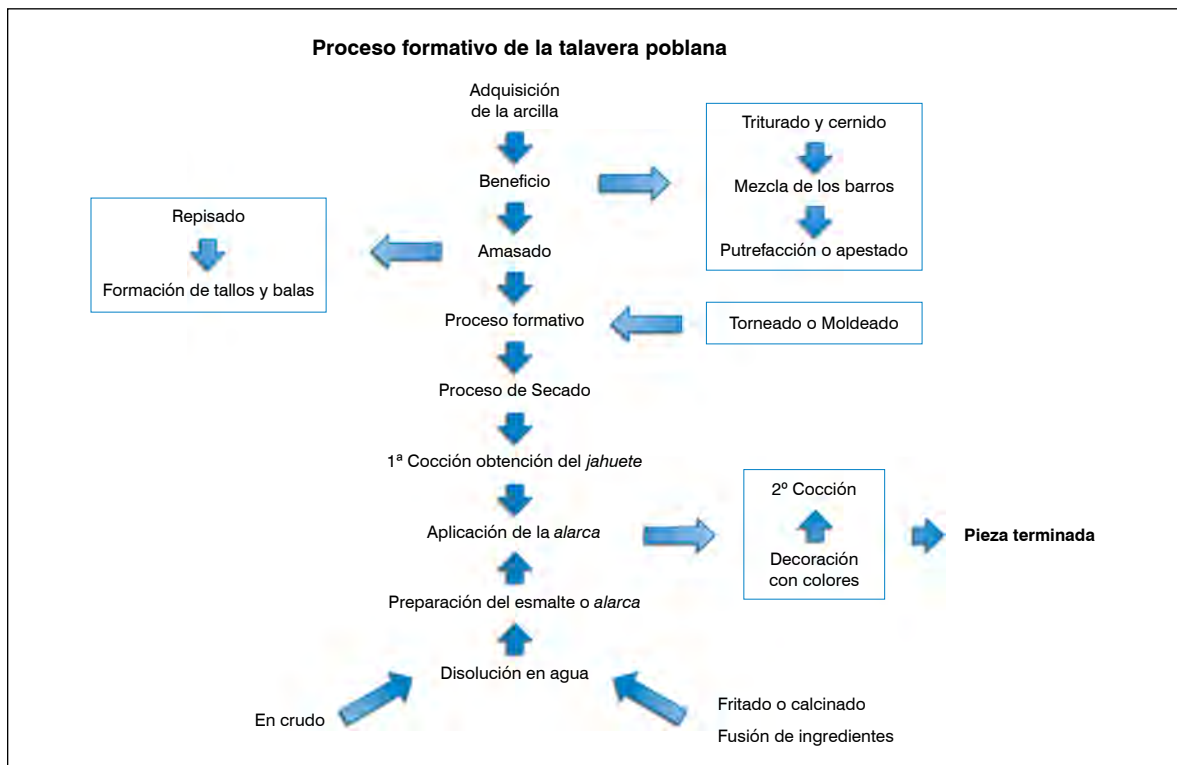 Proceso formativo de la talavera poblana
Adquisición
de la arcilla
Beneficio
Triturado y cernido
Mezcla de los barros
Putrefacción o apestado
Amasado
Repisado
Formación de tallos y balas
Proceso formativo
Torneado o Moldeado
Proceso de Secado
1ª Cocción obtención del jahuete
Aplicación de la alarca
2º Cocción
Decoración
con colores
Pieza terminada
Preparación del esmalte o alarca
Disolución en agua
En crudo
Fritado o calcinado
Fusión de ingredientes